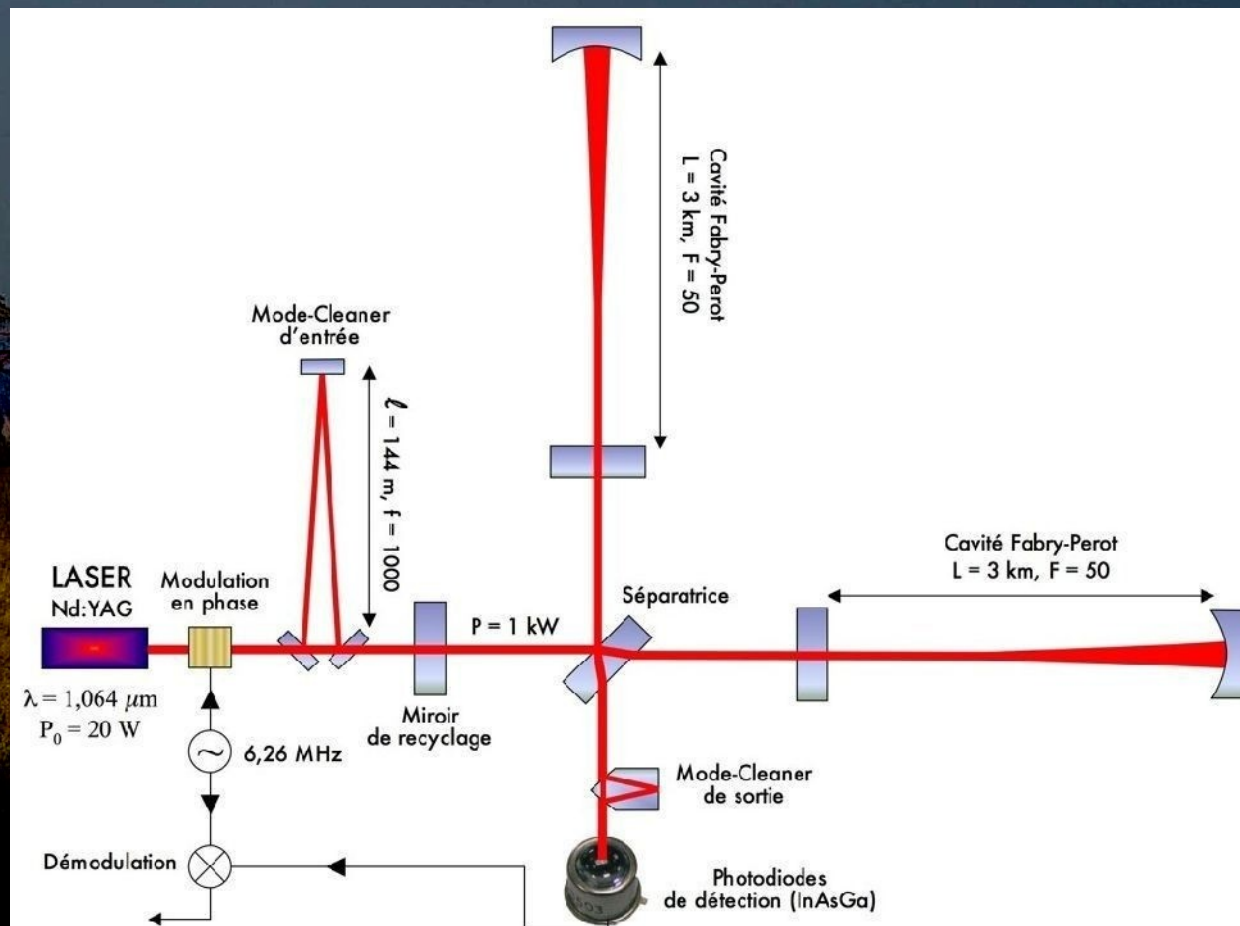 Cavité Fabry-Perot
L = 3 km, F = 50
Mode-Cleaner
d'entrée
ℓ = 144 m, f = 1000
Cavité Fabry-Perot
L = 3 km, F = 50
LASER
Nd:YAG
Modulation
en phase
P = 1 kW
Séparatrice
λ = 1,064 μm
P₀ = 20 W
6,26 MHz
Miroir
de recyclage
Mode-Cleaner
de sortie
Démodulation
Photodiodes
de détection (InAsGa)